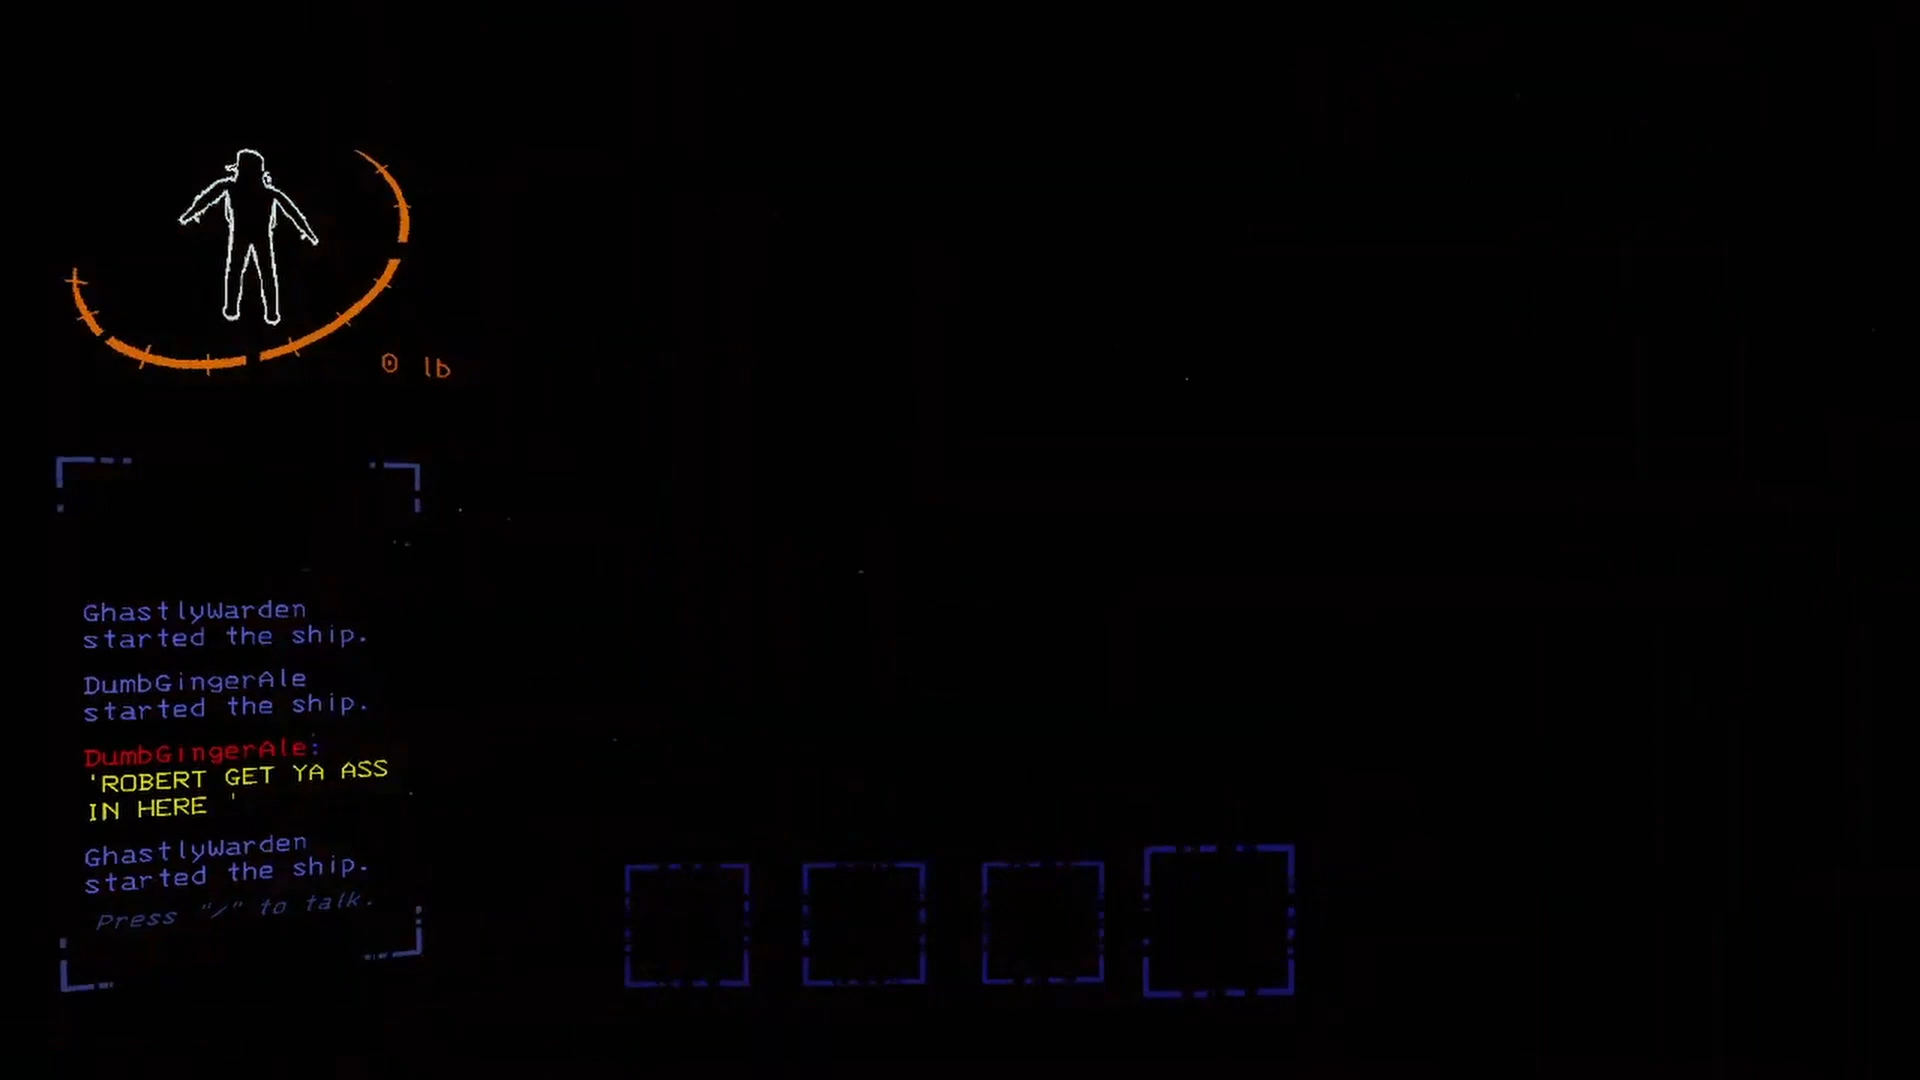 0 lb
GhastlyWarden
started the ship.
DumbGingerAle
started the ship.
DumbGingerAle:
'ROBERT GET YA ASS
IN HERE '
GhastlyWarden
started the ship.
Press "/" to talk.